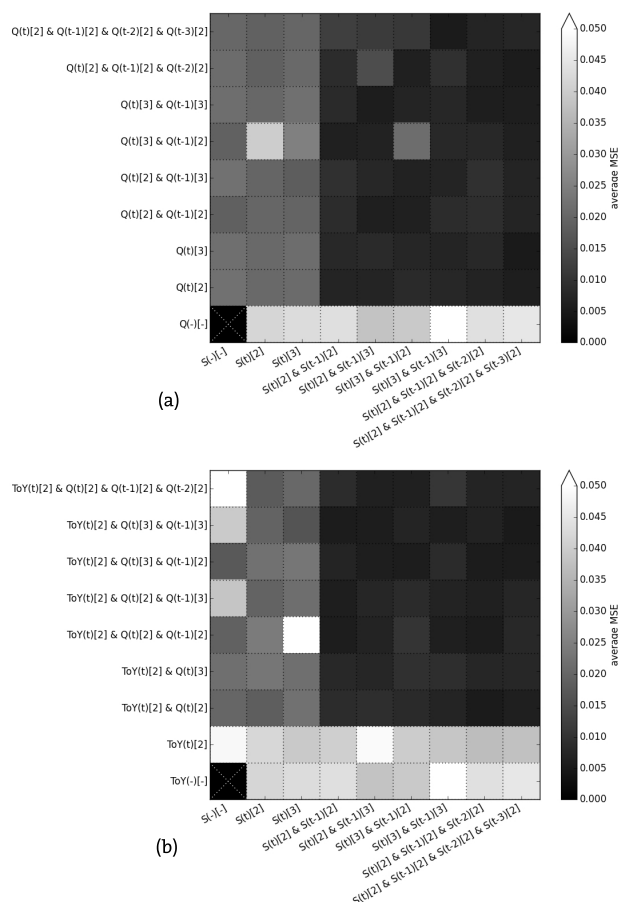 Q(t)[2] & Q(t-1)[2] & Q(t-2)[2] & Q(t-3)[2]
Q(t)[2] & Q(t-1)[2] & Q(t-2)[2]
Q(t)[3] & Q(t-1)[3]
Q(t)[3] & Q(t-1)[2]
Q(t)[2] & Q(t-1)[3]
Q(t)[2] & Q(t-1)[2]
Q(t)[3]
Q(t)[2]
Q(-)[-]
S(-)[-]
S(t)[2]
S(t)[3]
S(t)[2] & S(t-1)[2]
S(t)[2] & S(t-1)[3]
S(t)[3] & S(t-1)[2]
S(t)[3] & S(t-1)[3]
S(t)[2] & S(t-1)[2] & S(t-2)[2]
S(t)[2] & S(t-1)[2] & S(t-2)[2] & S(t-3)[2]
0.050
0.045
0.040
0.035
0.030
0.025
0.020
0.015
0.010
0.005
0.000
average MSE
(a)
ToY(t)[2] & Q(t)[2] & Q(t-1)[2] & Q(t-2)[2]
ToY(t)[2] & Q(t)[3] & Q(t-1)[3]
ToY(t)[2] & Q(t)[3] & Q(t-1)[2]
ToY(t)[2] & Q(t)[2] & Q(t-1)[3]
ToY(t)[2] & Q(t)[2] & Q(t-1)[2]
ToY(t)[2] & Q(t)[3]
ToY(t)[2] & Q(t)[2]
ToY(t)[2]
ToY(-)[-]
S(-)[-]
S(t)[2]
S(t)[3]
S(t)[2] & S(t-1)[2]
S(t)[2] & S(t-1)[3]
S(t)[3] & S(t-1)[2]
S(t)[3] & S(t-1)[3]
S(t)[2] & S(t-1)[2] & S(t-2)[2]
S(t)[2] & S(t-1)[2] & S(t-2)[2] & S(t-3)[2]
0.050
0.045
0.040
0.035
0.030
0.025
0.020
0.015
0.010
0.005
0.000
average MSE
(b)